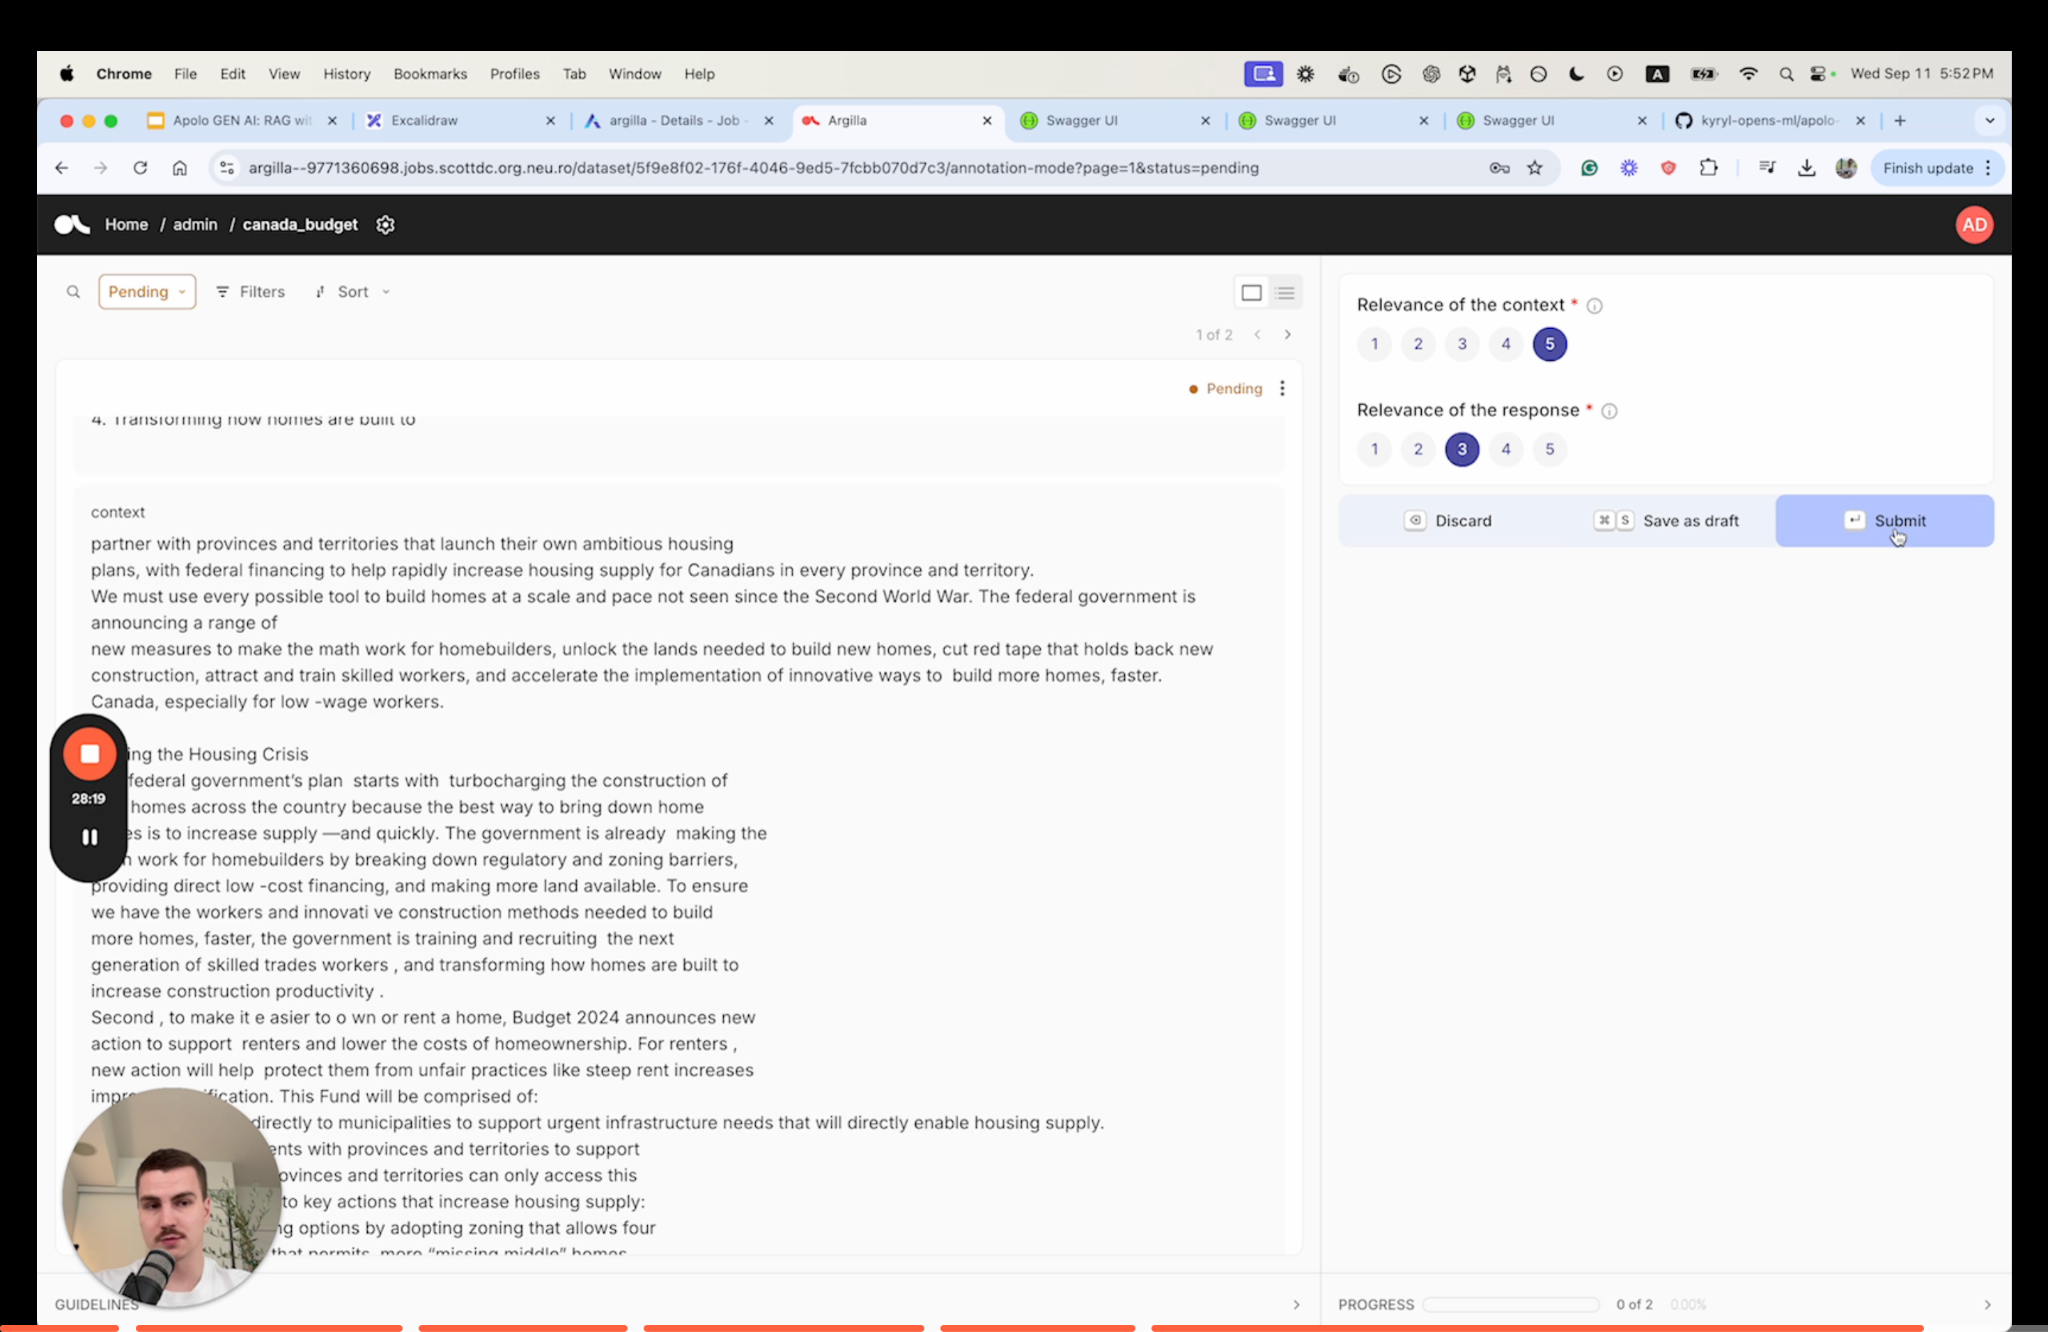 Chrome File Edit View History Bookmarks Profiles Tab Window Help A Wed Sep 11 5:52 PM
Apolo GEN AI: RAG wit Excalidraw argilla - Details - Job - Argilla Swagger UI Swagger UI Swagger UI kyryl-opens-ml/apolo-
argilla--9771360698.jobs.scottdc.org.neu.ro/dataset/5f9e8f02-176f-4046-9ed5-7fcbb070d7c3/annotation-mode?page=1&status=pending Finish update
Home / admin / canada_budget AD
Pending Filters Sort
1 of 2
Pending
4. Transforming how homes are built to
context
partner with provinces and territories that launch their own ambitious housing
plans, with federal financing to help rapidly increase housing supply for Canadians in every province and territory.
We must use every possible tool to build homes at a scale and pace not seen since the Second World War. The federal government is
announcing a range of
new measures to make the math work for homebuilders, unlock the lands needed to build new homes, cut red tape that holds back new
construction, attract and train skilled workers, and accelerate the implementation of innovative ways to  build more homes, faster.
Canada, especially for low -wage workers.
ing the Housing Crisis
federal government's plan  starts with  turbocharging the construction of
homes across the country because the best way to bring down home
es is to increase supply —and quickly. The government is already  making the
work for homebuilders by breaking down regulatory and zoning barriers,
providing direct low -cost financing, and making more land available. To ensure
we have the workers and innovati ve construction methods needed to build
more homes, faster, the government is training and recruiting  the next
generation of skilled trades workers , and transforming how homes are built to
increase construction productivity .
Second , to make it e asier to o wn or rent a home, Budget 2024 announces new
action to support  renters and lower the costs of homeownership. For renters ,
new action will help  protect them from unfair practices like steep rent increases
impr ification. This Fund will be comprised of:
directly to municipalities to support urgent infrastructure needs that will directly enable housing supply.
ents with provinces and territories to support
ovinces and territories can only access this
to key actions that increase housing supply:
ng options by adopting zoning that allows four
that permits  more "missing middle" homes
28:19
GUIDELINES
Relevance of the context *
1 2 3 4 5
Relevance of the response *
1 2 3 4 5
Discard ⌘ S Save as draft Submit
PROGRESS 0 of 2 0.00%